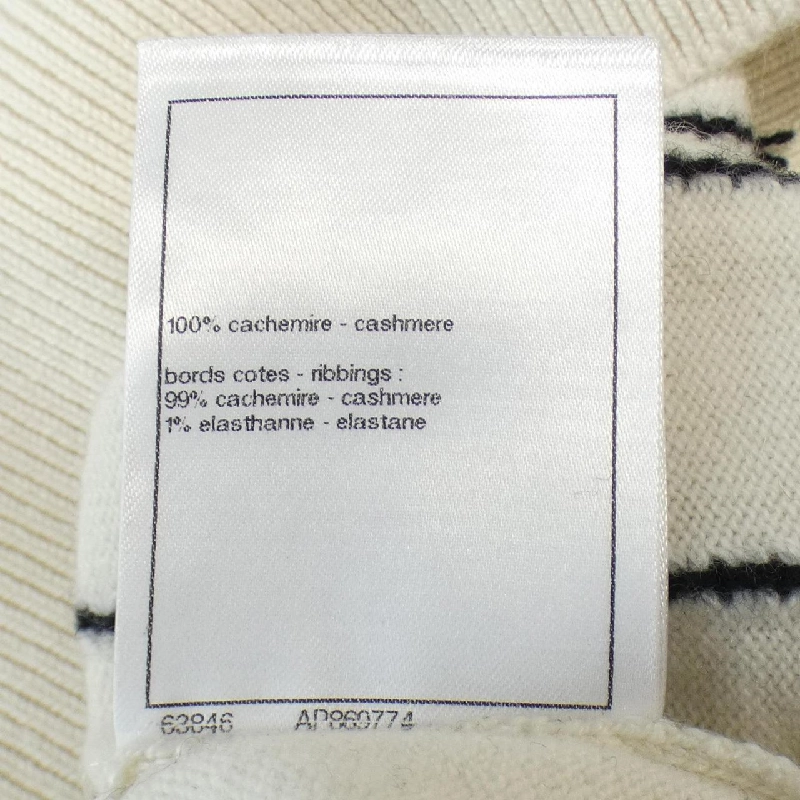 100% cachemire - cashmere
bords cotes - ribbings :
99% cachemire - cashmere
1% elasthanne - elastane
63846 AP869774